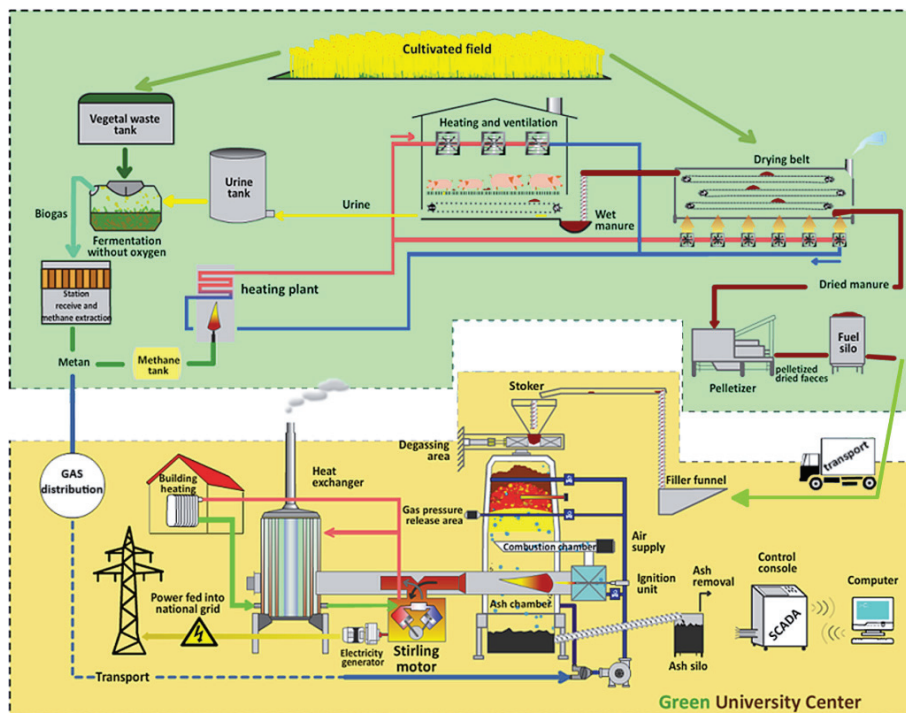 Cultivated field
Vegetal waste
tank
Heating and ventilation
Drying belt
Urine
tank
Biogas
Urine
Wet
manure
Fermentation
without oxygen
Station
receive and
methane extraction
heating plant
Dried manure
Metan
Methane
tank
Pelletizer
pelletized
dried faeces
Fuel
silo
Stoker
transport
Degassing
area
GAS
distribution
Building
heating
Heat
exchanger
Filler funnel
Gas pressure
release area
Combustion chamber
Air
supply
Power fed into
national grid
Ignition
unit
Ash
removal
Control
console
Computer
Ash chamber
SCADA
Electricity
generator
Stirling
motor
Ash silo
Transport
Green University Center